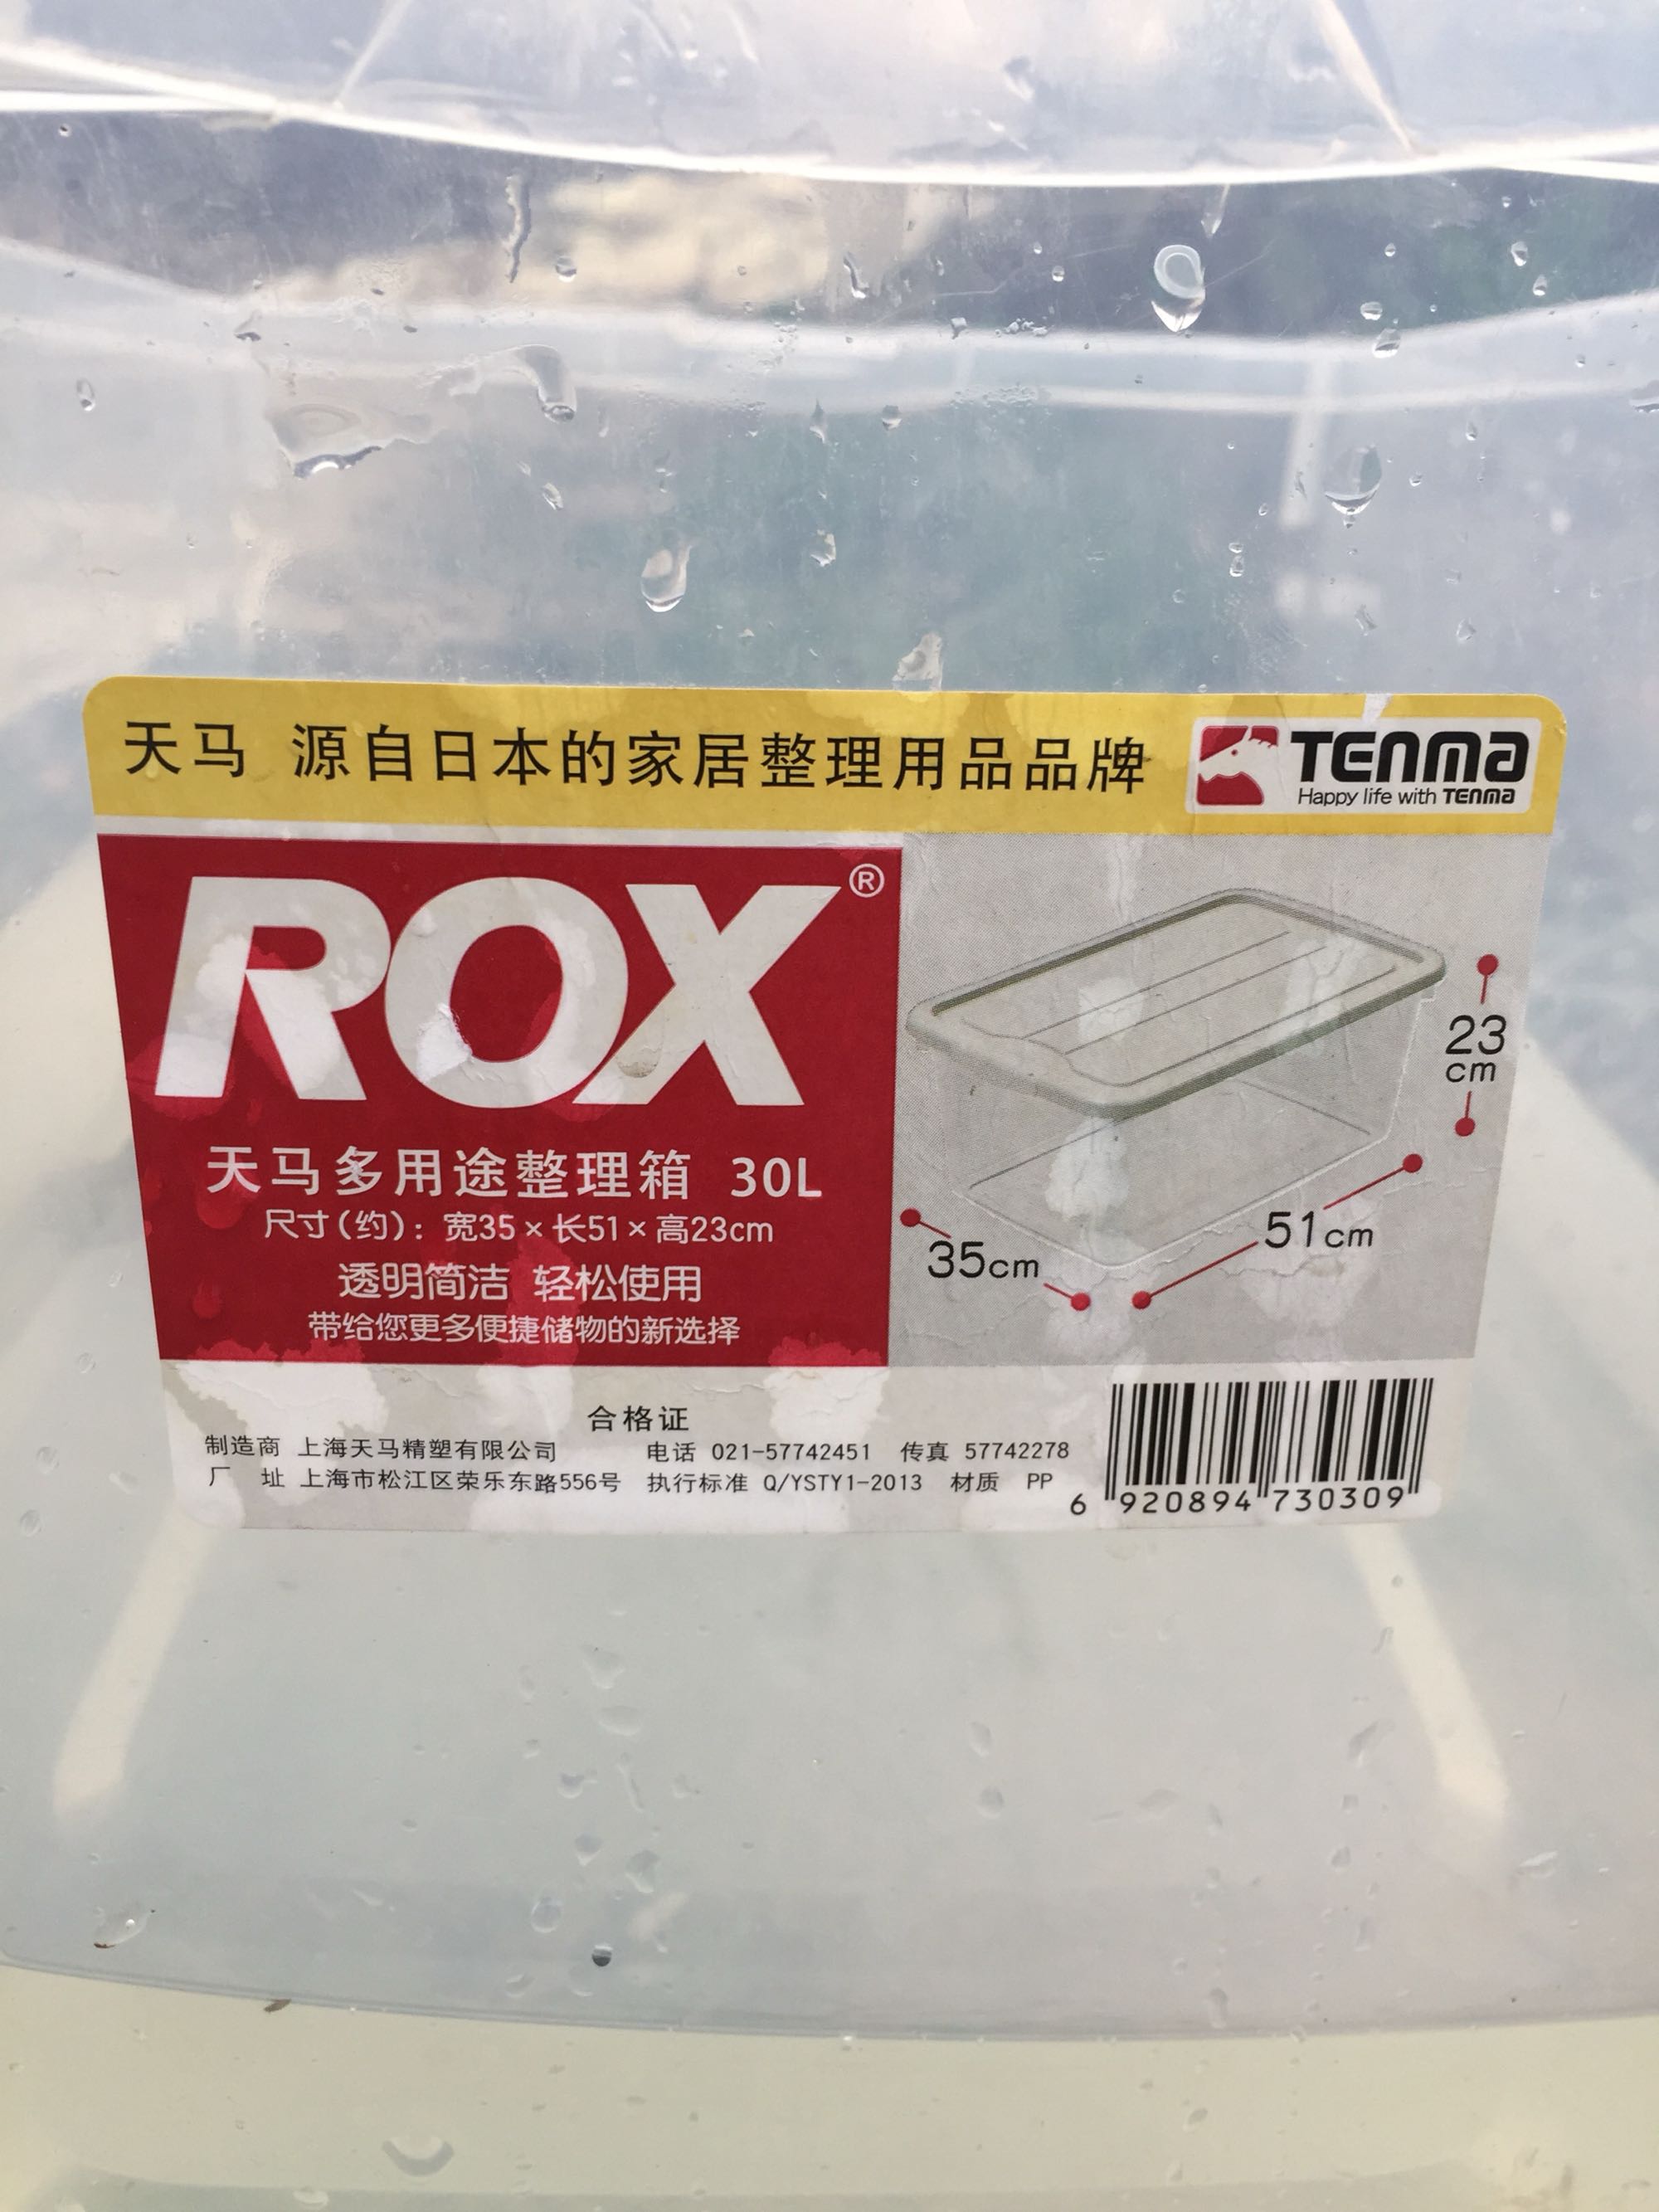 天马 源自日本的家居整理用品品牌
TENMA
Happy life with TENMA
ROX®
天马多用途整理箱 30L
尺寸(约)：宽35×长51×高23cm
透明简洁 轻松使用
带给您更多便捷储物的新选择
23
cm
51cm
35cm
合格证
制造商 上海天马精塑有限公司 电话 021-57742451 传真 57742278
厂 址 上海市松江区荣乐东路556号 执行标准 Q/YSTY1-2013 材质 PP
6 920894 730309